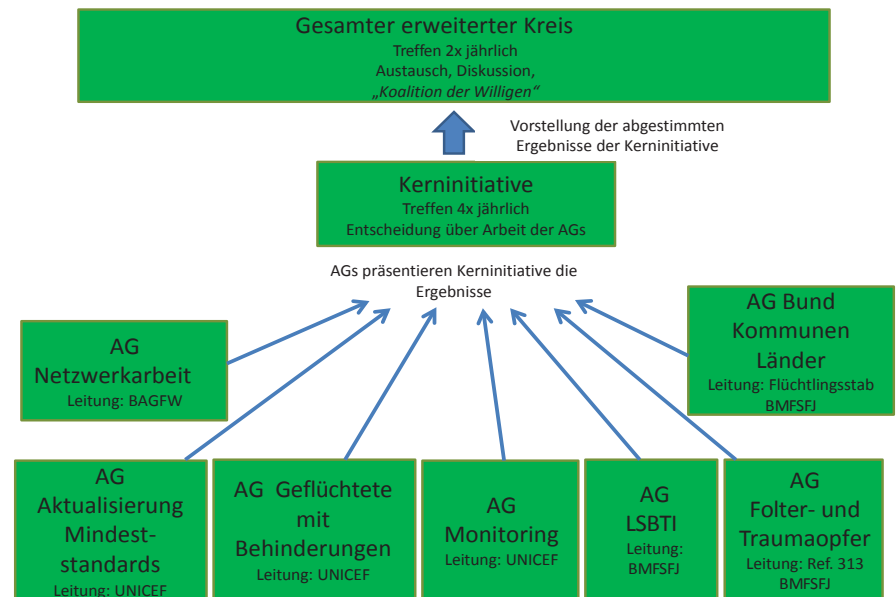 Gesamter erweiterter Kreis
Treffen 2x jährlich
Austausch, Diskussion,
„Koalition der Willigen“
Vorstellung der abgestimmten
Ergebnisse der Kerninitiative
Kerninitiative
Treffen 4x jährlich
Entscheidung über Arbeit der AGs
AGs präsentieren Kerninitiative die
Ergebnisse
AG
Netzwerkarbeit
Leitung: BAGFW
AG Bund
Kommunen
Länder
Leitung: Flüchtlingsstab
BMFSFJ
AG
Aktualisierung
Mindest-
standards
Leitung: UNICEF
AG Geflüchtete
mit
Behinderungen
Leitung: UNICEF
AG
Monitoring
Leitung: UNICEF
AG
LSBTI
Leitung:
BMFSFJ
AG
Folter- und
Traumaopfer
Leitung: Ref. 313
BMFSFJ